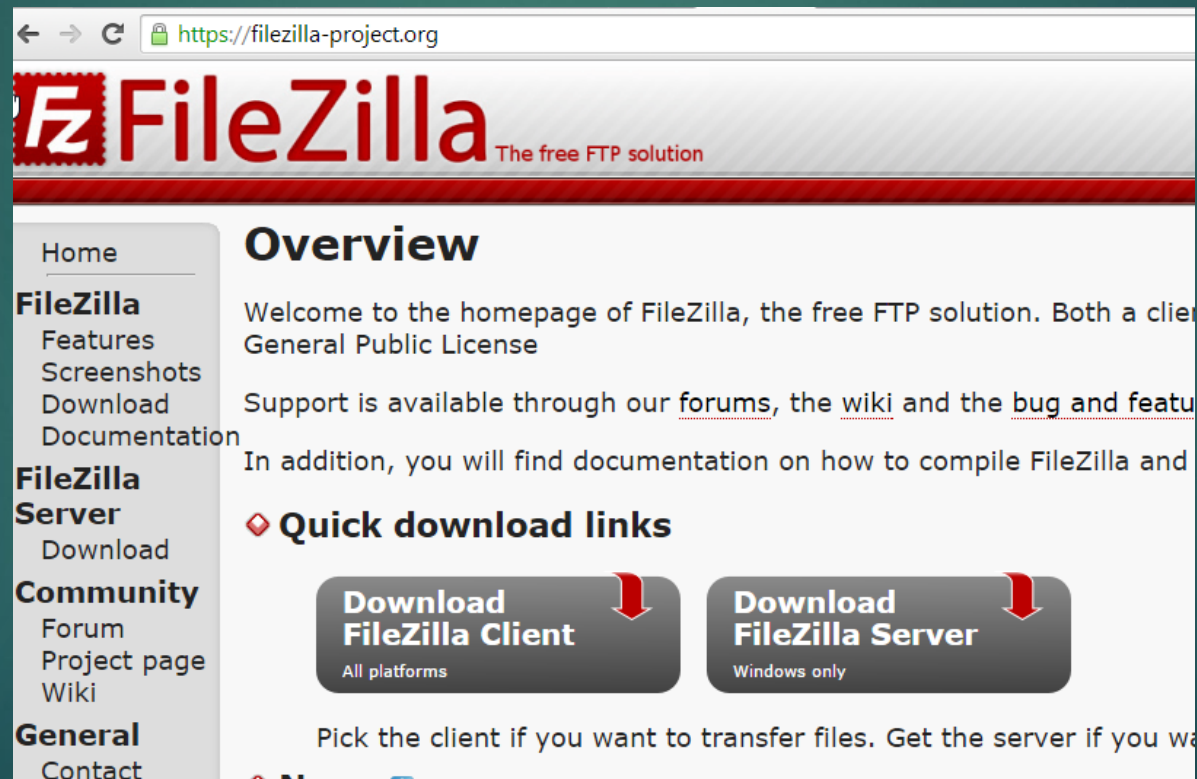 https://filezilla-project.org
FileZilla
The free FTP solution
Home
FileZilla
Features
Screenshots
Download
Documentation
FileZilla
Server
Download
Community
Forum
Project page
Wiki
General
Contact
Overview
Welcome to the homepage of FileZilla, the free FTP solution. Both a
General Public License
Support is available through our forums, the wiki and the bug and
In addition, you will find documentation on how to compile FileZilla and
Quick download links
Download
FileZilla Client
All platforms
Download
FileZilla Server
Windows only
Pick the client if you want to transfer files. Get the server if you